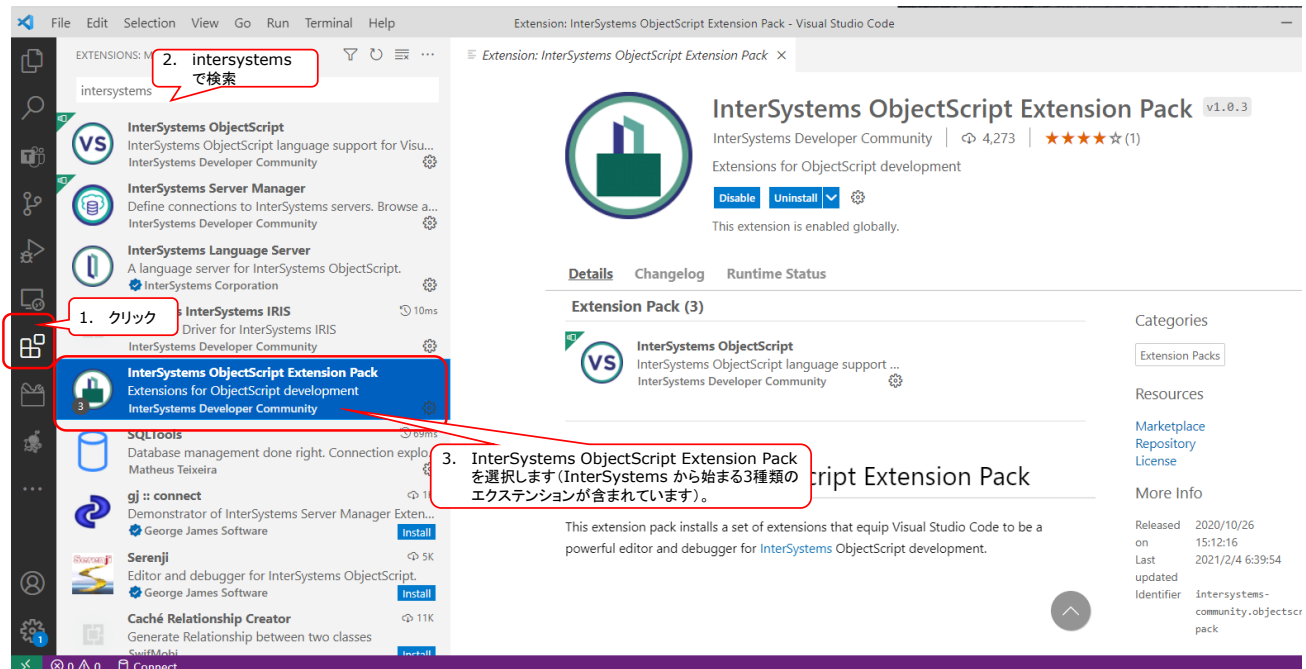 File Edit Selection View Go Run Terminal Help
Extension: InterSystems ObjectScript Extension Pack - Visual Studio Code
EXTENSIONS: M
2. intersystems
で検索
intersystems
InterSystems ObjectScript
InterSystems ObjectScript language support for Visu...
InterSystems Developer Community
InterSystems Server Manager
Define connections to InterSystems servers. Browse a...
InterSystems Developer Community
InterSystems Language Server
A language server for InterSystems ObjectScript.
InterSystems Corporation
1. クリック
InterSystems IRIS
10ms
Driver for InterSystems IRIS
InterSystems Developer Community
InterSystems ObjectScript Extension Pack
Extensions for ObjectScript development
InterSystems Developer Community
3
SQLTools
69ms
Database management done right. Connection explo...
Matheus Teixeira
gj :: connect
Demonstrator of InterSystems Server Manager Exten...
George James Software
Install
Serenji
5K
Editor and debugger for InterSystems ObjectScript.
George James Software
Install
Caché Relationship Creator
11K
Generate Relationship between two classes
SwifMobi
Install
1
0 0 Connect
Extension: InterSystems ObjectScript Extension Pack
VS
InterSystems ObjectScript Extension Pack v1.0.3
InterSystems Developer Community 4,273 ★★★★☆(1)
Extensions for ObjectScript development
Disable Uninstall
This extension is enabled globally.
Details Changelog Runtime Status
Extension Pack (3)
VS
InterSystems ObjectScript
InterSystems ObjectScript language support ...
InterSystems Developer Community
3. InterSystems ObjectScript Extension Pack
を選択します(InterSystems から始まる3種類の
エクステンションが含まれています)。
cript Extension Pack
This extension pack installs a set of extensions that equip Visual Studio Code to be a
powerful editor and debugger for InterSystems ObjectScript development.
Categories
Extension Packs
Resources
Marketplace
Repository
License
More Info
Released on 2020/10/26 15:12:16
Last updated 2021/2/4 6:39:54
Identifier intersystems-
community.objectscr
pack